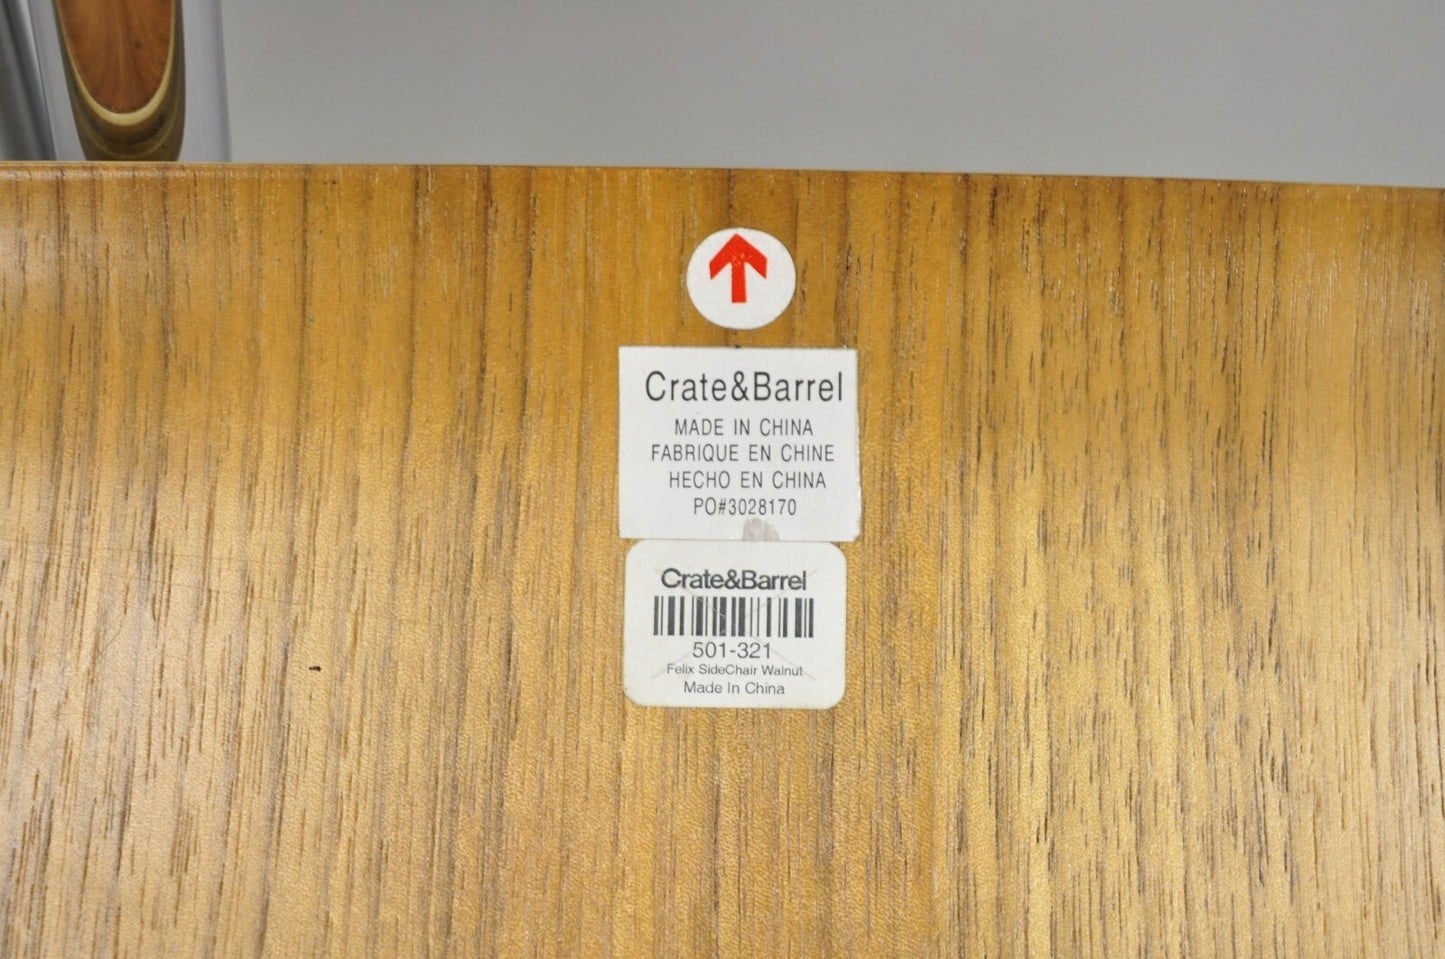 Crate&Barrel
MADE IN CHINA
FABRIQUE EN CHINE
HECHO EN CHINA
PO#3028170
Crate&Barrel
501-321
Felix SideChair Walnut
Made In China